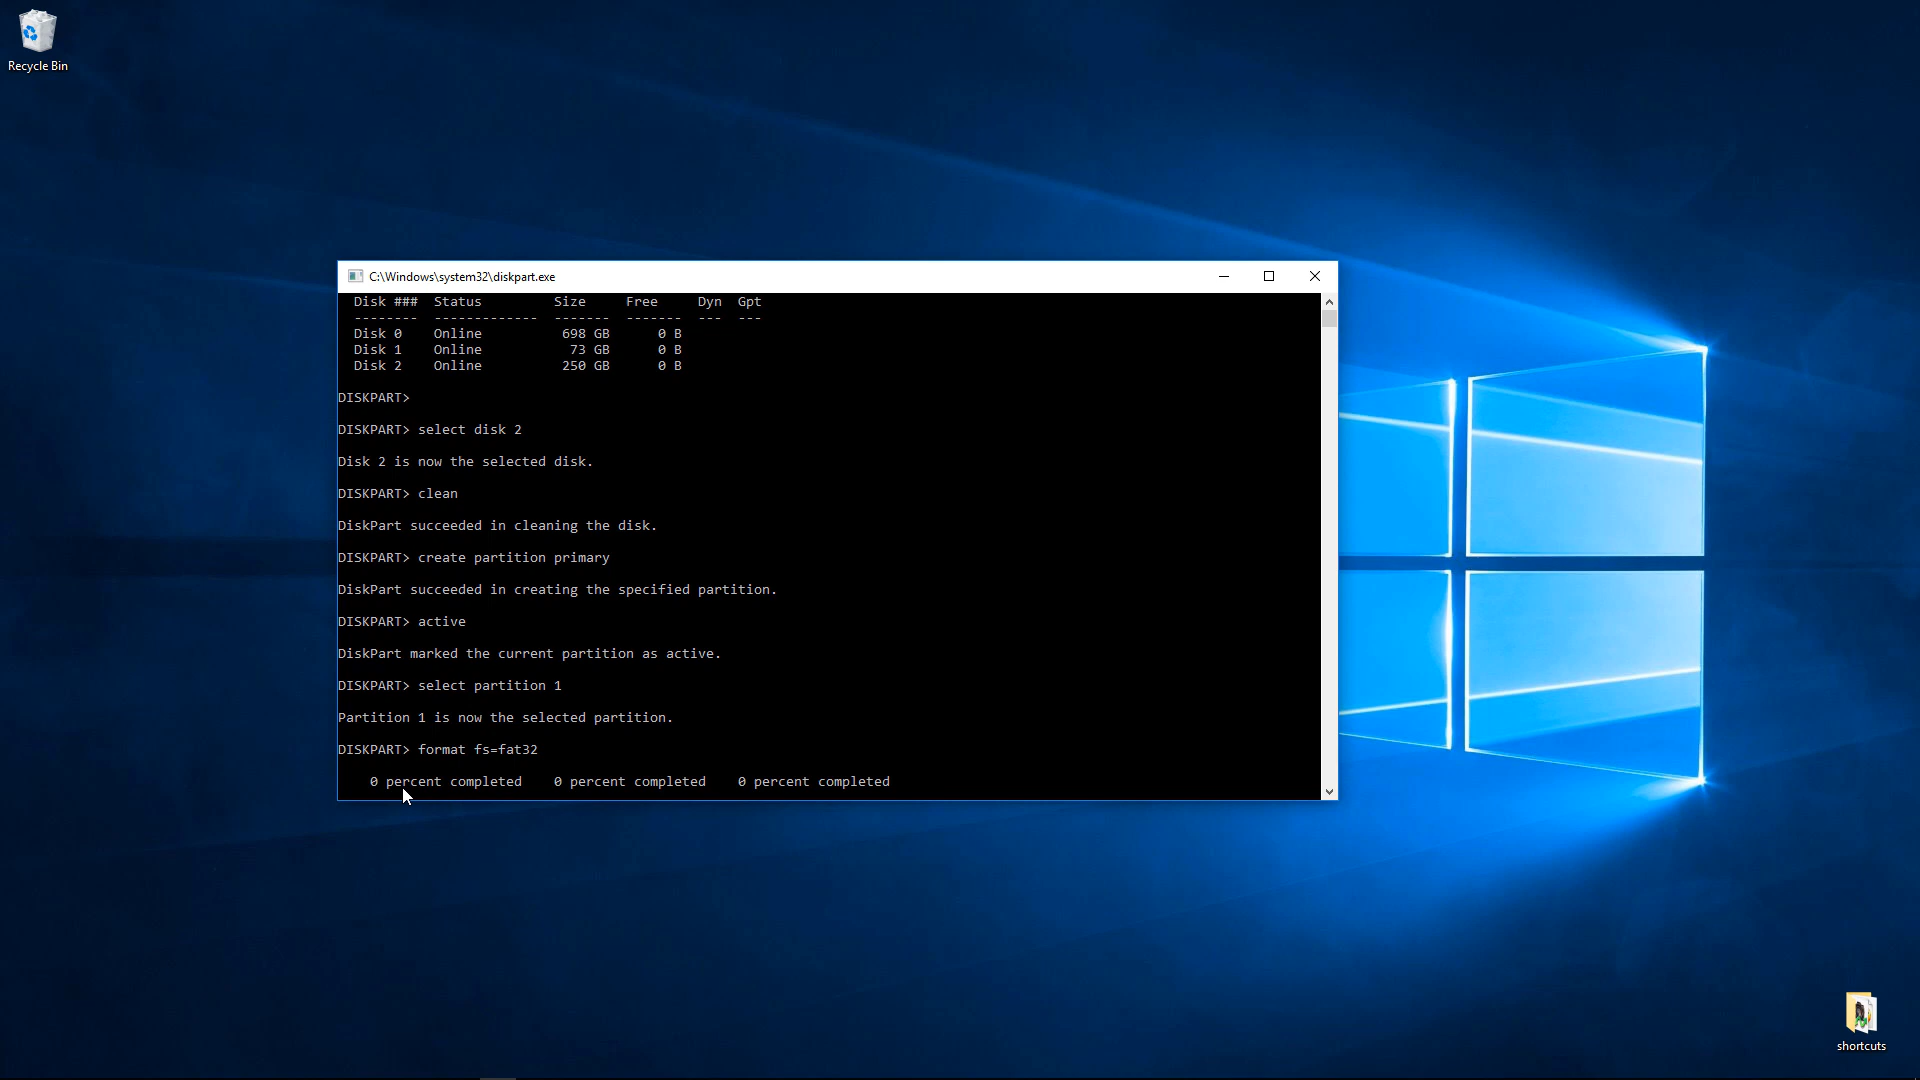 Recycle Bin
C:\Windows\system32\diskpart.exe
Disk ###  Status         Size     Free     Dyn  Gpt
--------  -------------  -------  -------  ---  ---
Disk 0    Online          698 GB      0 B
Disk 1    Online           73 GB      0 B
Disk 2    Online          250 GB      0 B
DISKPART>
DISKPART> select disk 2
Disk 2 is now the selected disk.
DISKPART> clean
DiskPart succeeded in cleaning the disk.
DISKPART> create partition primary
DiskPart succeeded in creating the specified partition.
DISKPART> active
DiskPart marked the current partition as active.
DISKPART> select partition 1
Partition 1 is now the selected partition.
DISKPART> format fs=fat32
0 percent completed    0 percent completed    0 percent completed
shortcuts